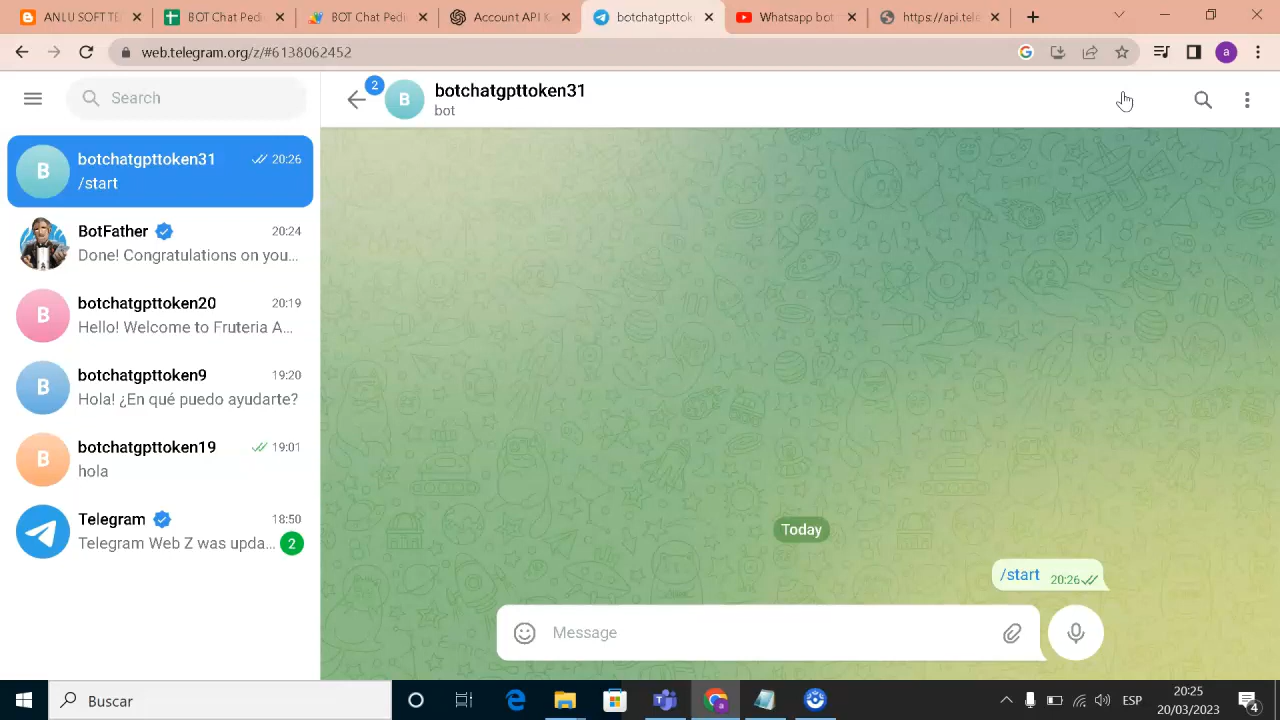 ANLU SOFT TE
BOT Chat Pedi
BOT Chat Pedi
Account API K
botchatgpttok
Whatsapp bot
https://api.tele
web.telegram.org/z/#6138062452
a
Search
botchatgpttoken31
20:26
/start
BotFather
20:24
Done! Congratulations on you...
botchatgpttoken20
20:19
Hello! Welcome to Fruteria A...
botchatgpttoken9
19:20
Hola! ¿En qué puedo ayudarte?
botchatgpttoken19
19:01
hola
Telegram
18:50
Telegram Web Z was upda...
2
2
B
botchatgpttoken31
bot
B
B
B
B
Today
/start 20:26
Message
Buscar
ESP
20:25
20/03/2023
4